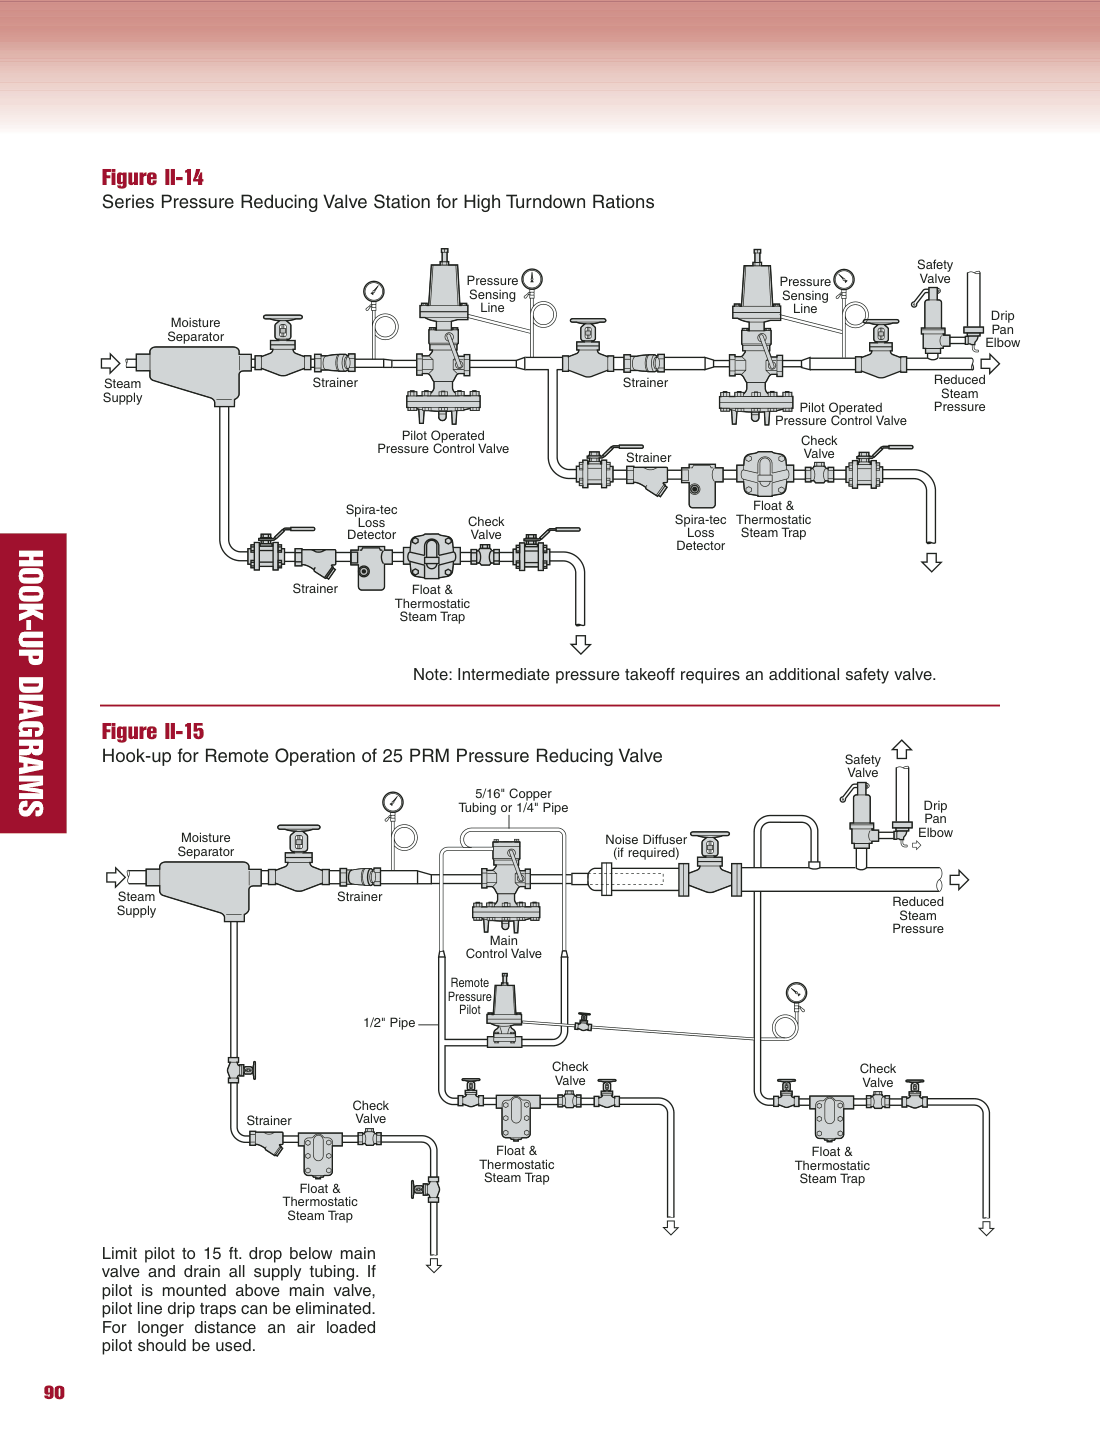 Figure II-14
Series Pressure Reducing Valve Station for High Turndown Rations
Pressure
Sensing
Line
Pressure
Sensing
Line
Safety
Valve
Drip
Pan
Elbow
Moisture
Separator
Steam
Supply
Strainer
Strainer
Reduced
Steam
Pressure
Pilot Operated
Pressure Control Valve
Pilot Operated
Pressure Control Valve
Strainer
Check
Valve
Spira-tec
Loss
Detector
Float &
Thermostatic
Steam Trap
Spira-tec
Loss
Detector
Check
Valve
Strainer
Float &
Thermostatic
Steam Trap
Note: Intermediate pressure takeoff requires an additional safety valve.
HOOK-UP DIAGRAMS
Figure II-15
Hook-up for Remote Operation of 25 PRM Pressure Reducing Valve
Safety
Valve
5/16" Copper
Tubing or 1/4" Pipe
Drip
Pan
Elbow
Moisture
Separator
Noise Diffuser
(if required)
Steam
Supply
Strainer
Reduced
Steam
Pressure
Main
Control Valve
Remote
Pressure
Pilot
1/2" Pipe
Check
Valve
Check
Valve
Strainer
Check
Valve
Float &
Thermostatic
Steam Trap
Float &
Thermostatic
Steam Trap
Float &
Thermostatic
Steam Trap
Limit pilot to 15 ft. drop below main
valve and drain all supply tubing. If
pilot is mounted above main valve,
pilot line drip traps can be eliminated.
For longer distance an air loaded
pilot should be used.
90